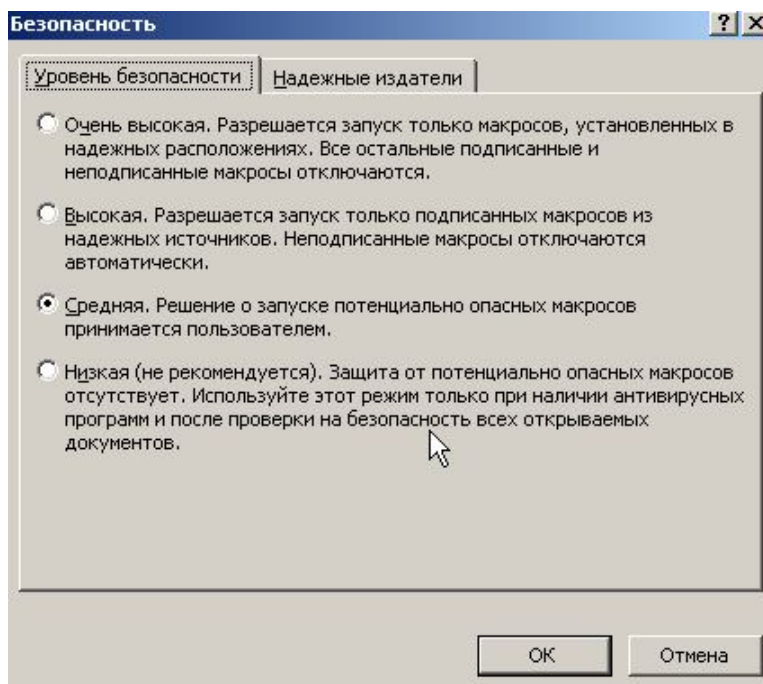 Безопасность
Уровень безопасности
Надежные издатели
Очень высокая. Разрешается запуск только макросов, установленных в
надежных расположениях. Все остальные подписанные и
неподписанные макросы отключаются.
Высокая. Разрешается запуск только подписанных макросов из
надежных источников. Неподписанные макросы отключаются
автоматически.
Средняя. Решение о запуске потенциально опасных макросов
принимается пользователем.
Низкая (не рекомендуется). Защита от потенциально опасных макросов
отсутствует. Используйте этот режим только при наличии антивирусных
программ и после проверки на безопасность всех открываемых
документов.
ОК
Отмена